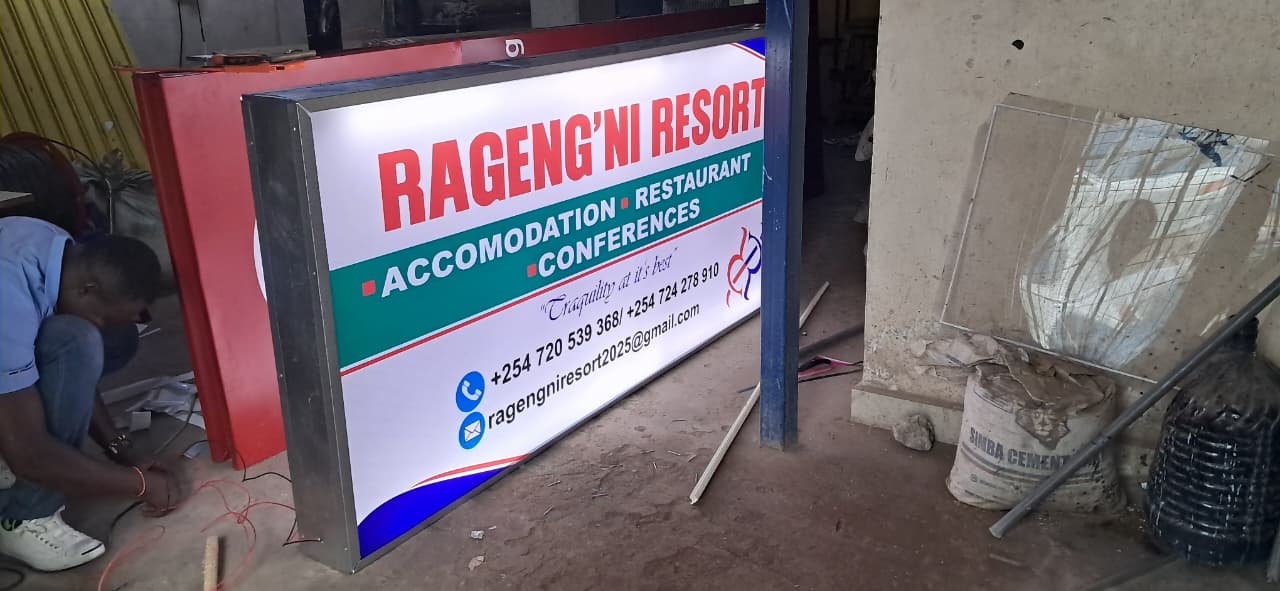 RAGENG'NI RESORT
▪ACCOMODATION ▪ RESTAURANT
▪CONFERENCES
"Traquility at it's best"
+254 720 539 368/ +254 724 278 910
ragengniresort2025@gmail.com
SIMBA CEMENT